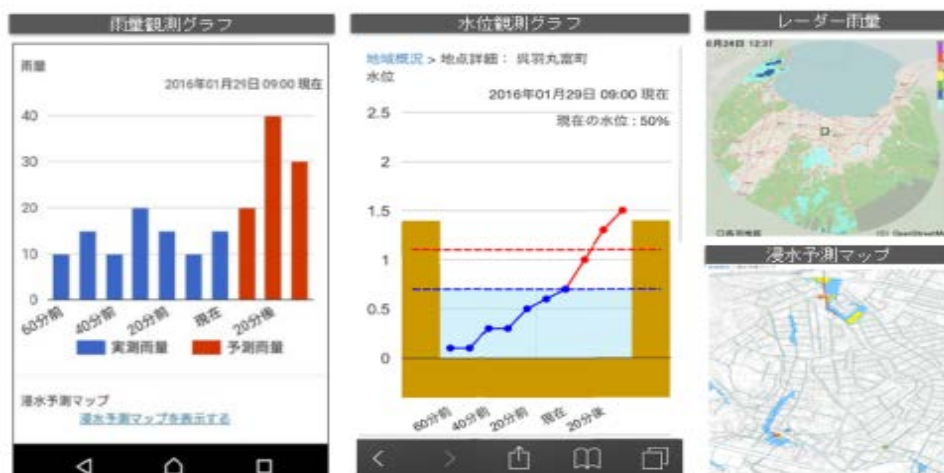 雨量観測グラフ
雨量
2016年01月29日 09:00 現在
40
30
20
10
0
60分前
40分前
20分前
現在
20分後
実測雨量
予測雨量
浸水予測マップ
浸水予測マップを表示する
水位観測グラフ
地域概況 > 地点詳細: 呉羽丸富町
水位
2016年01月29日 09:00 現在
現在の水位 : 50%
2.5
2
1.5
1
0.5
0
60分前
40分前
20分前
現在
20分後
レーダー雨量
浸水予測マップ